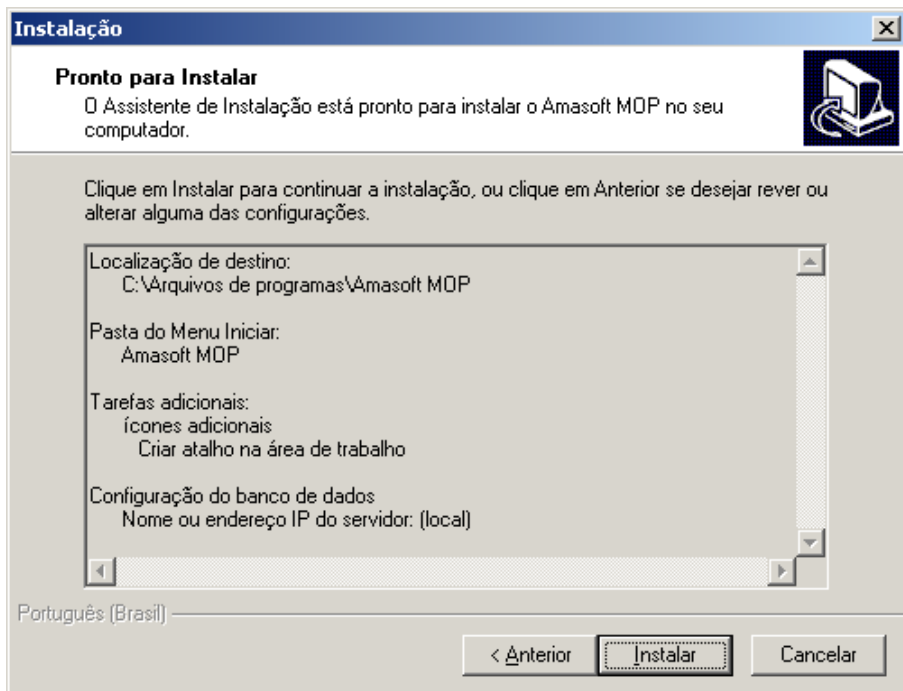 Instalação
Pronto para Instalar
O Assistente de Instalação está pronto para instalar o Amasoft MOP no seu
computador.
Clique em Instalar para continuar a instalação, ou clique em Anterior se desejar rever ou
alterar alguma das configurações.
Localização de destino:
C:\Arquivos de programas\Amasoft MOP
Pasta do Menu Iniciar:
Amasoft MOP
Tarefas adicionais:
ícones adicionais
Criar atalho na área de trabalho
Configuração do banco de dados
Nome ou endereço IP do servidor: (local)
Português (Brasil)
< Anterior
Instalar
Cancelar